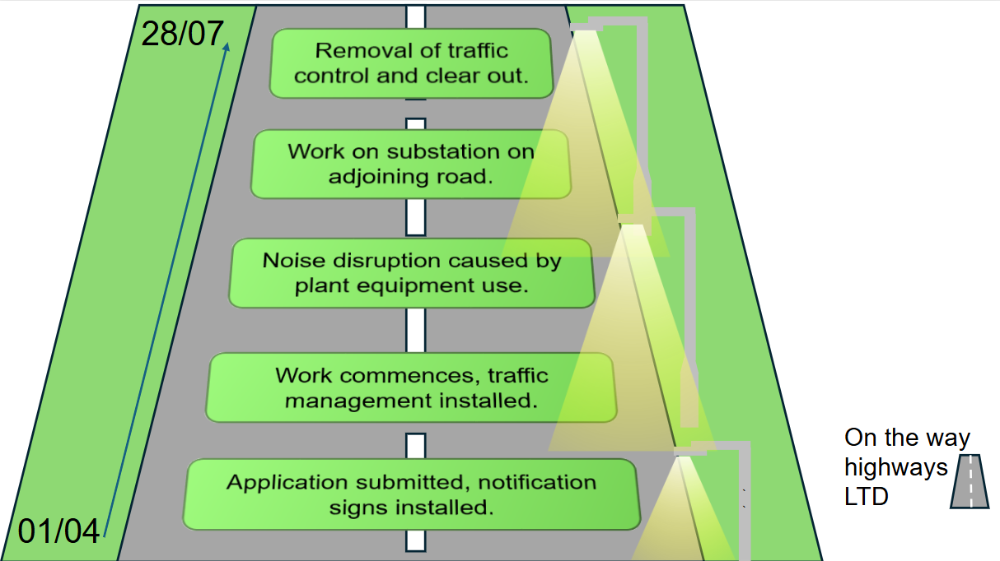 28/07
Removal of traffic
control and clear out.
Work on substation on
adjoining road.
Noise disruption caused by
plant equipment use.
Work commences, traffic
management installed.
Application submitted, notification
signs installed.
01/04
On the way
highways
LTD